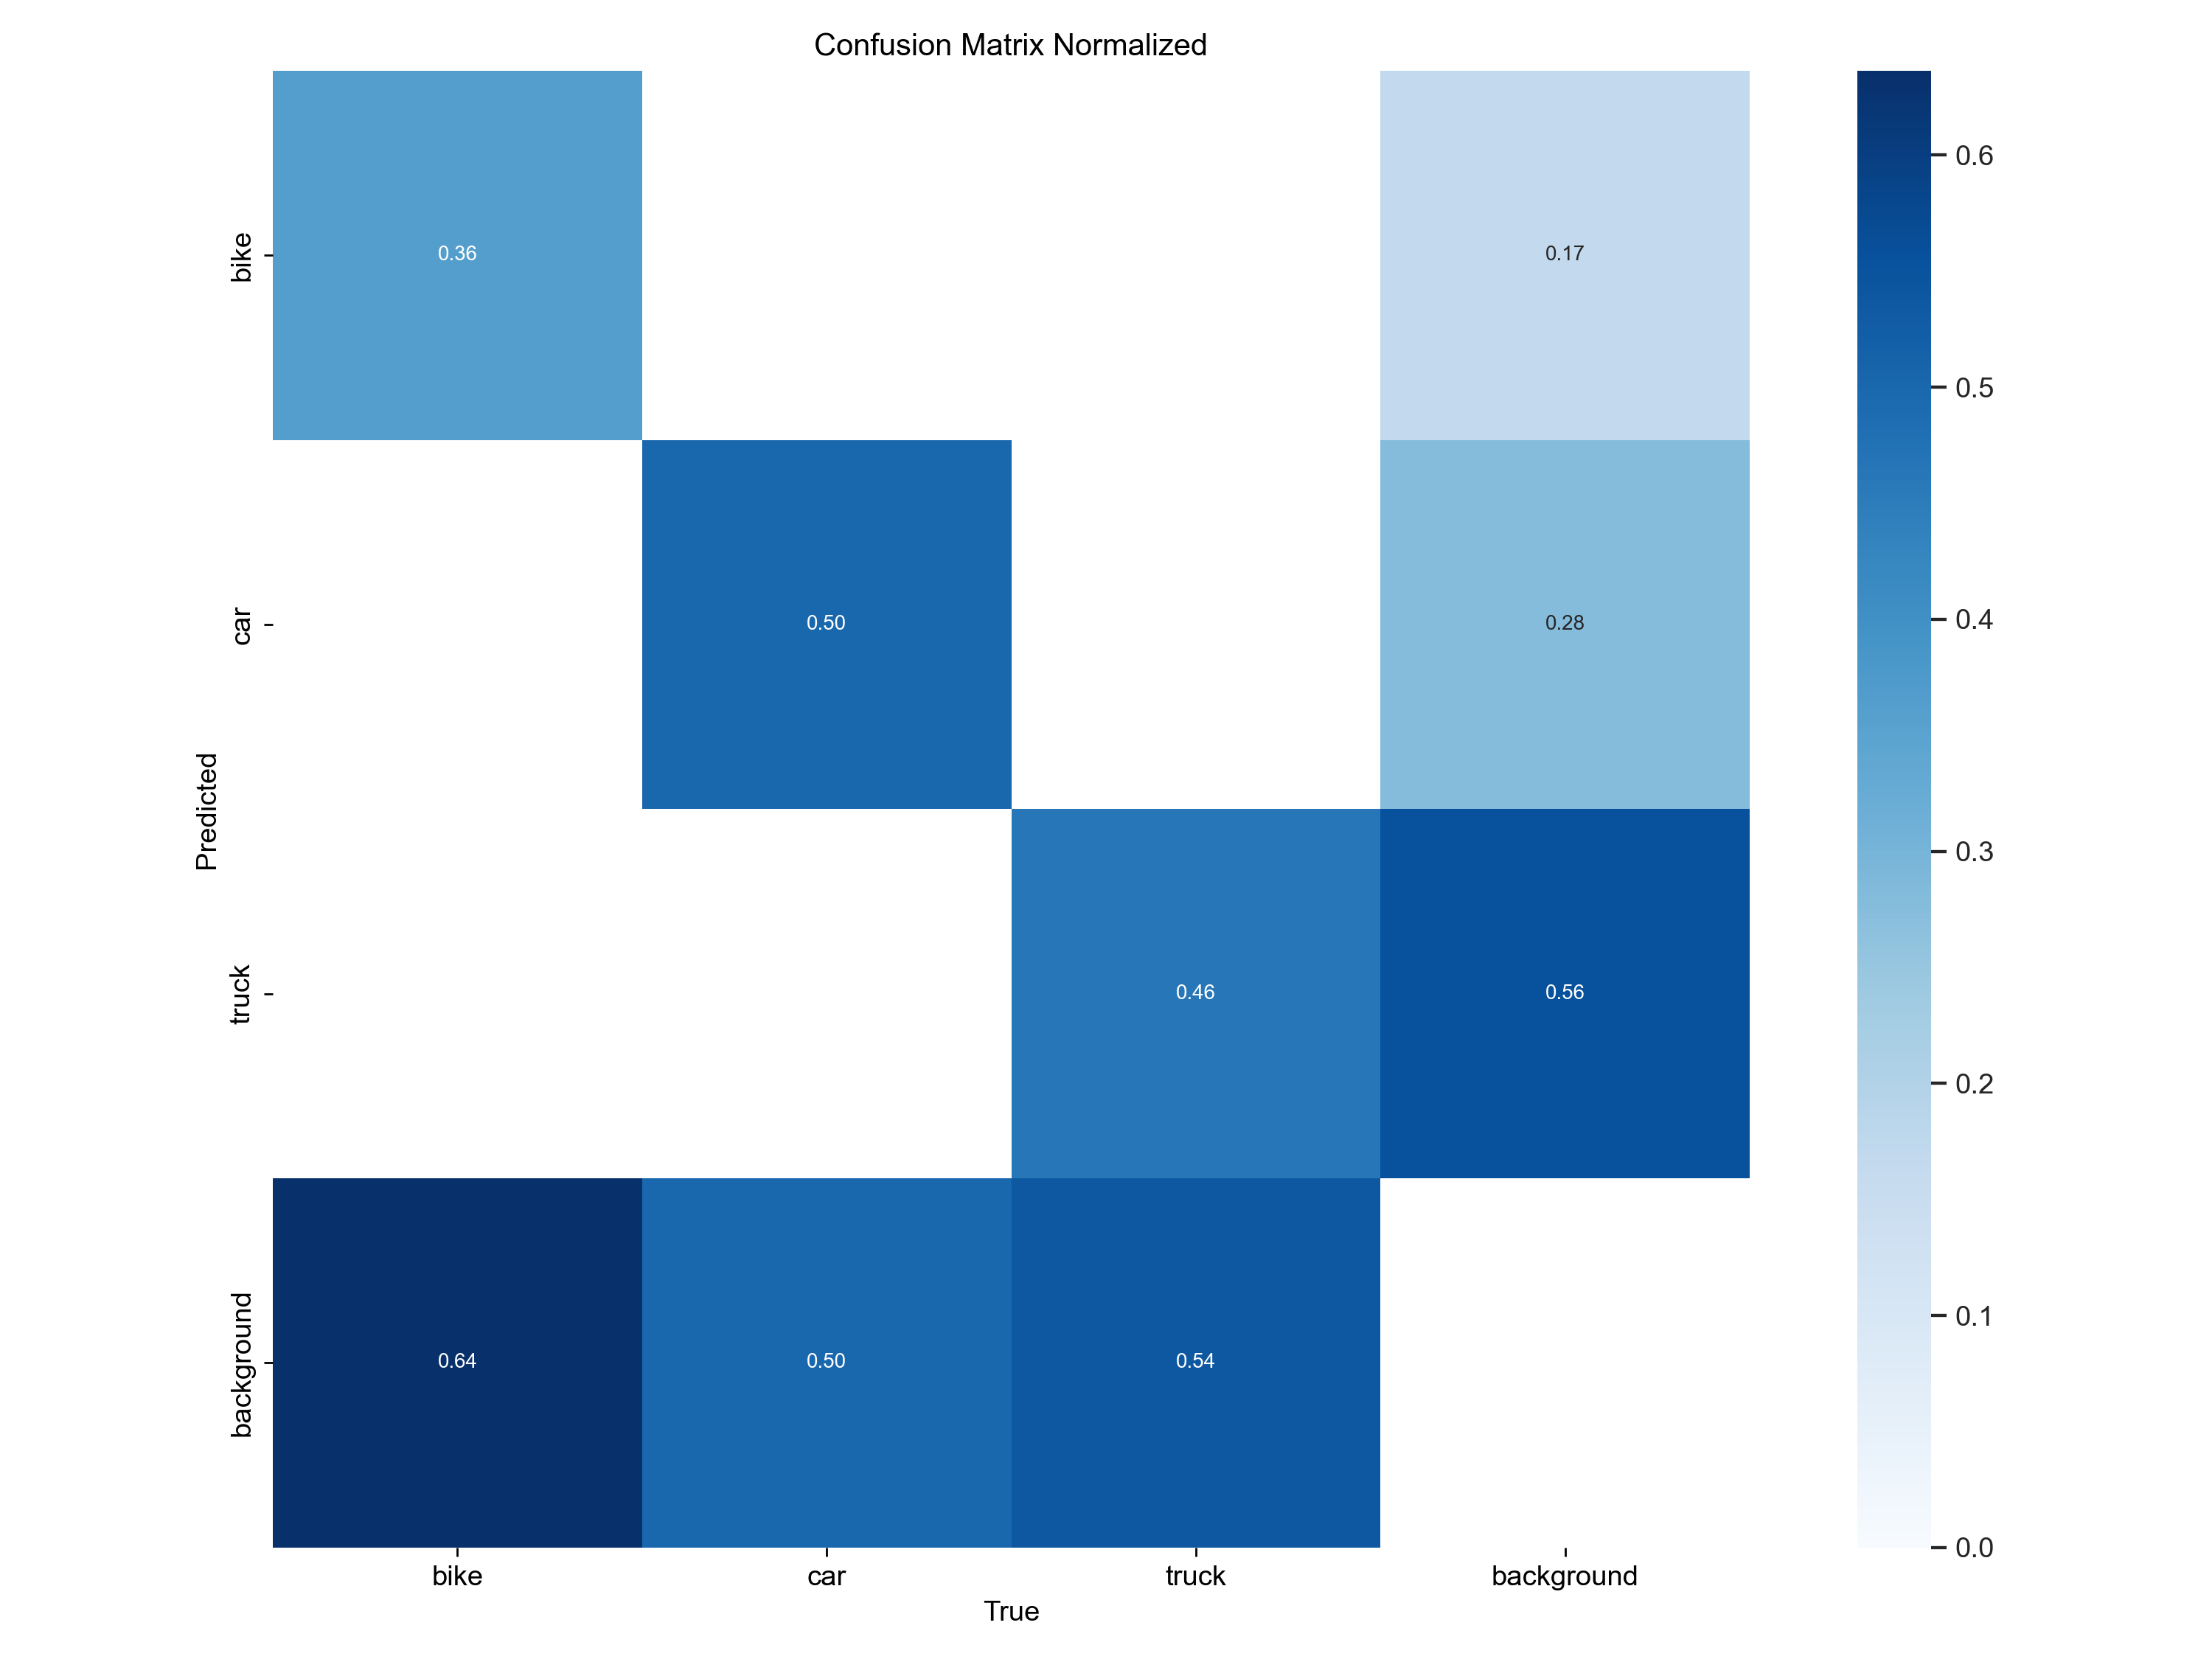 Confusion Matrix Normalized
bike
0.36
0.17
car
0.50
0.28
truck
0.46
0.56
background
0.64
0.50
0.54
Predicted
bike
car
truck
background
True
0.6
0.5
0.4
0.3
0.2
0.1
0.0